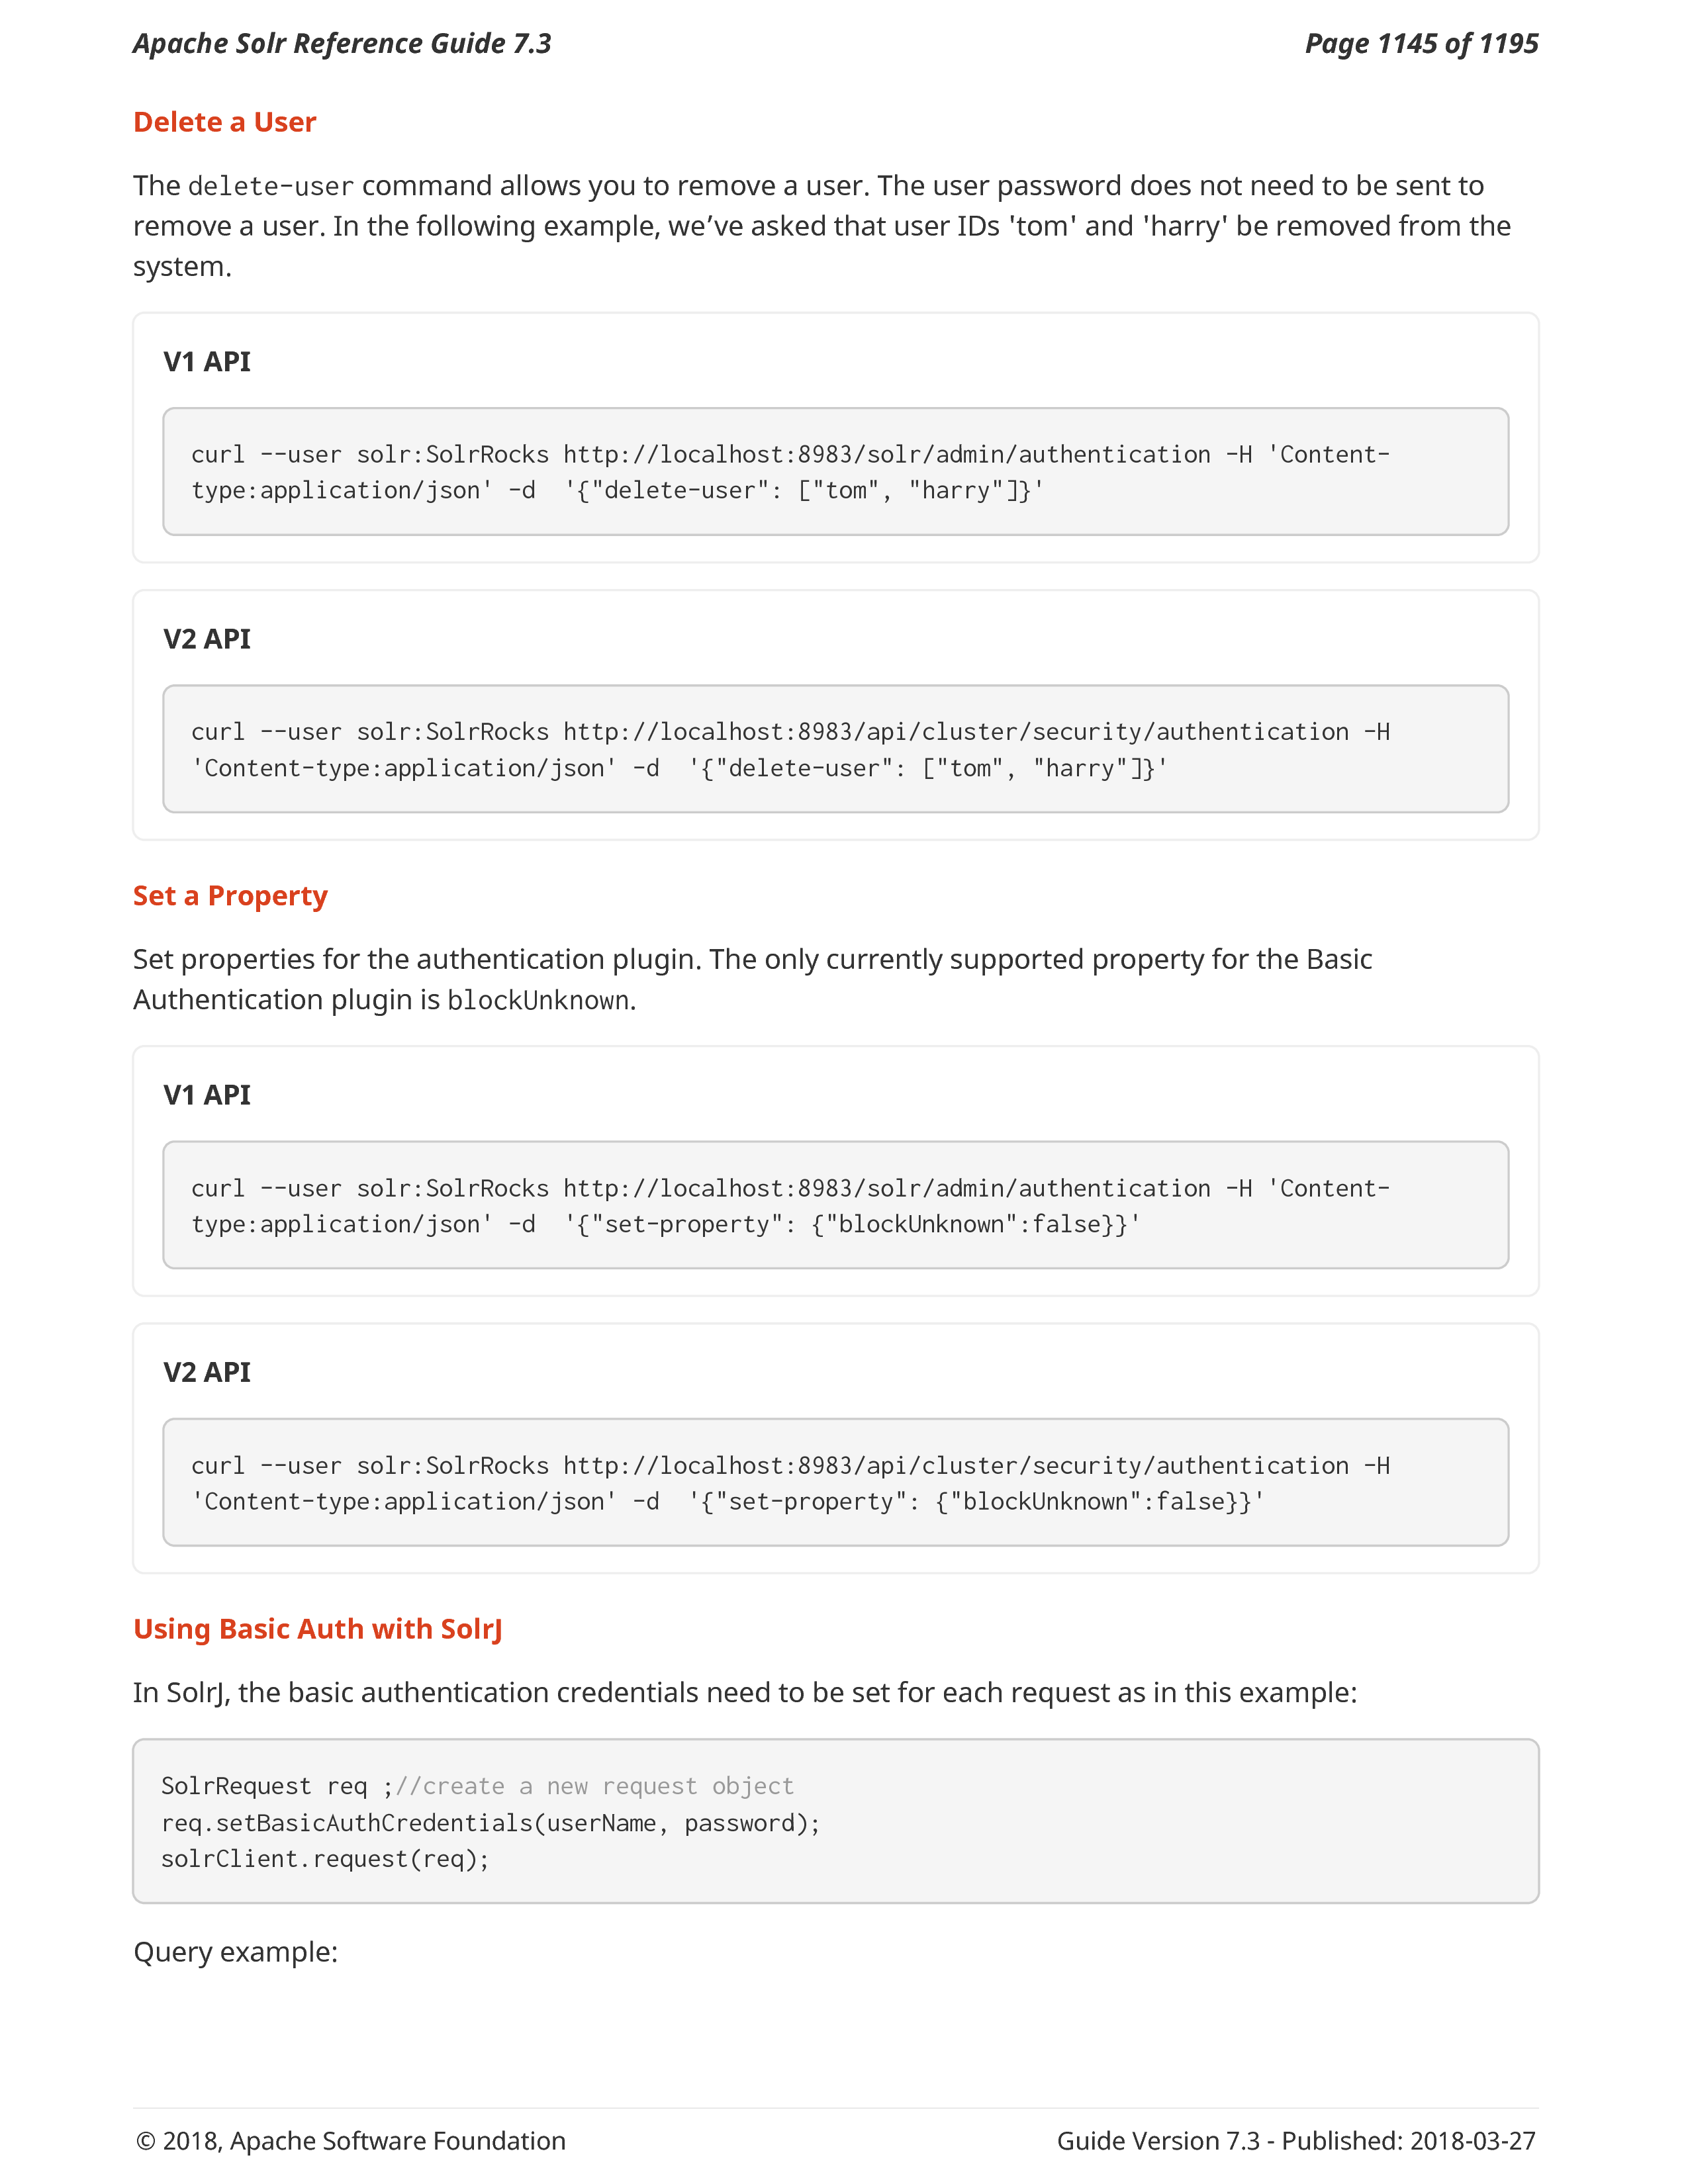 Apache Solr Reference Guide 7.3
Page 1145 of 1195
Delete a User
The delete-user command allows you to remove a user. The user password does not need to be sent to
remove a user. In the following example, we’ve asked that user IDs 'tom' and 'harry' be removed from the
system.
V1 API
curl --user solr:SolrRocks http://localhost:8983/solr/admin/authentication -H 'Content-
type:application/json' -d  '{"delete-user": ["tom", "harry"]}'
V2 API
curl --user solr:SolrRocks http://localhost:8983/api/cluster/security/authentication -H
'Content-type:application/json' -d  '{"delete-user": ["tom", "harry"]}'
Set a Property
Set properties for the authentication plugin. The only currently supported property for the Basic
Authentication plugin is blockUnknown.
V1 API
curl --user solr:SolrRocks http://localhost:8983/solr/admin/authentication -H 'Content-
type:application/json' -d  '{"set-property": {"blockUnknown":false}}'
V2 API
curl --user solr:SolrRocks http://localhost:8983/api/cluster/security/authentication -H
'Content-type:application/json' -d  '{"set-property": {"blockUnknown":false}}'
Using Basic Auth with SolrJ
In SolrJ, the basic authentication credentials need to be set for each request as in this example:
SolrRequest req ;//create a new request object
req.setBasicAuthCredentials(userName, password);
solrClient.request(req);
Query example:
© 2018, Apache Software Foundation
Guide Version 7.3 - Published: 2018-03-27